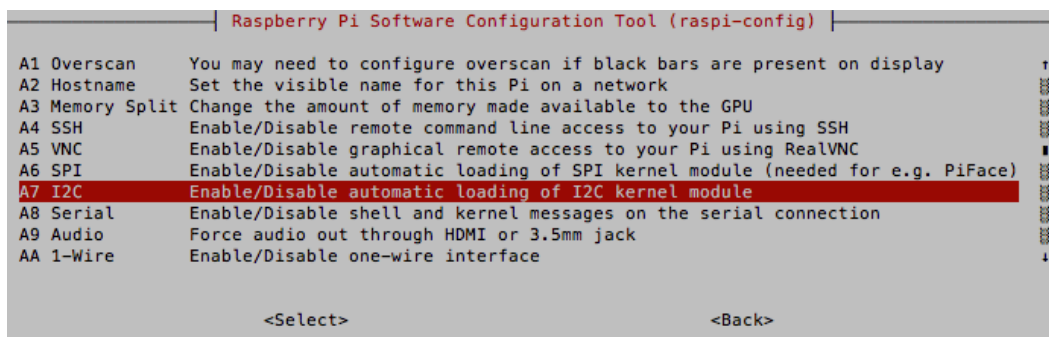 Raspberry Pi Software Configuration Tool (raspi-config)
A1 Overscan You may need to configure overscan if black bars are present on display
A2 Hostname Set the visible name for this Pi on a network
A3 Memory Split Change the amount of memory made available to the GPU
A4 SSH Enable/Disable remote command line access to your Pi using SSH
A5 VNC Enable/Disable graphical remote access to your Pi using RealVNC
A6 SPI Enable/Disable automatic loading of SPI kernel module (needed for e.g. PiFace)
A7 I2C Enable/Disable automatic loading of I2C kernel module
A8 Serial Enable/Disable shell and kernel messages on the serial connection
A9 Audio Force audio out through HDMI or 3.5mm jack
AA 1-Wire Enable/Disable one-wire interface
<Select> <Back>